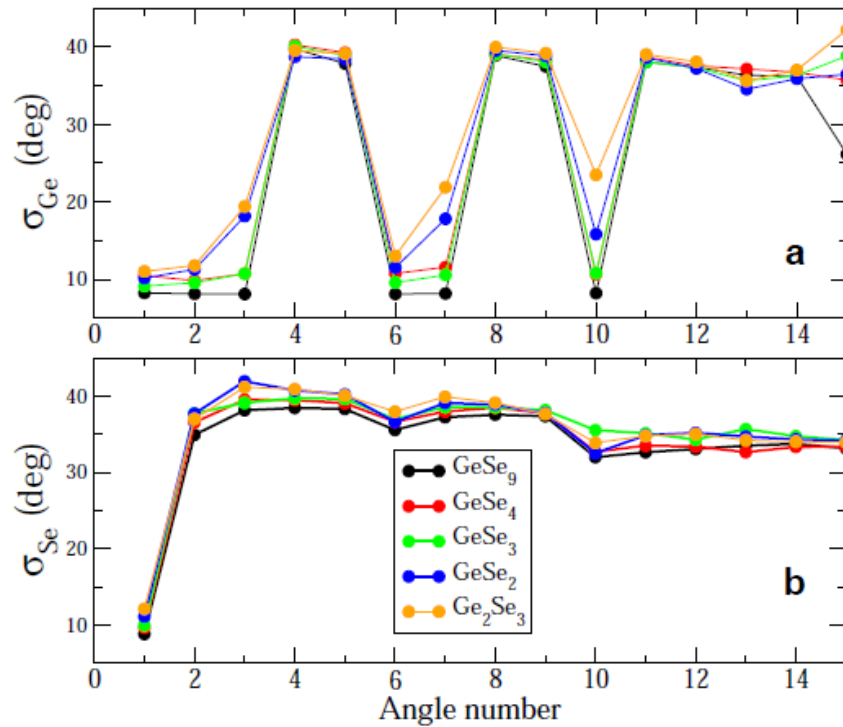 40
30
20
10
σGe (deg)
a
0 2 4 6 8 10 12 14
40
30
20
10
σSe (deg)
GeSe9
GeSe4
GeSe3
GeSe2
Ge2Se3
b
0 2 4 6 8 10 12 14
Angle number